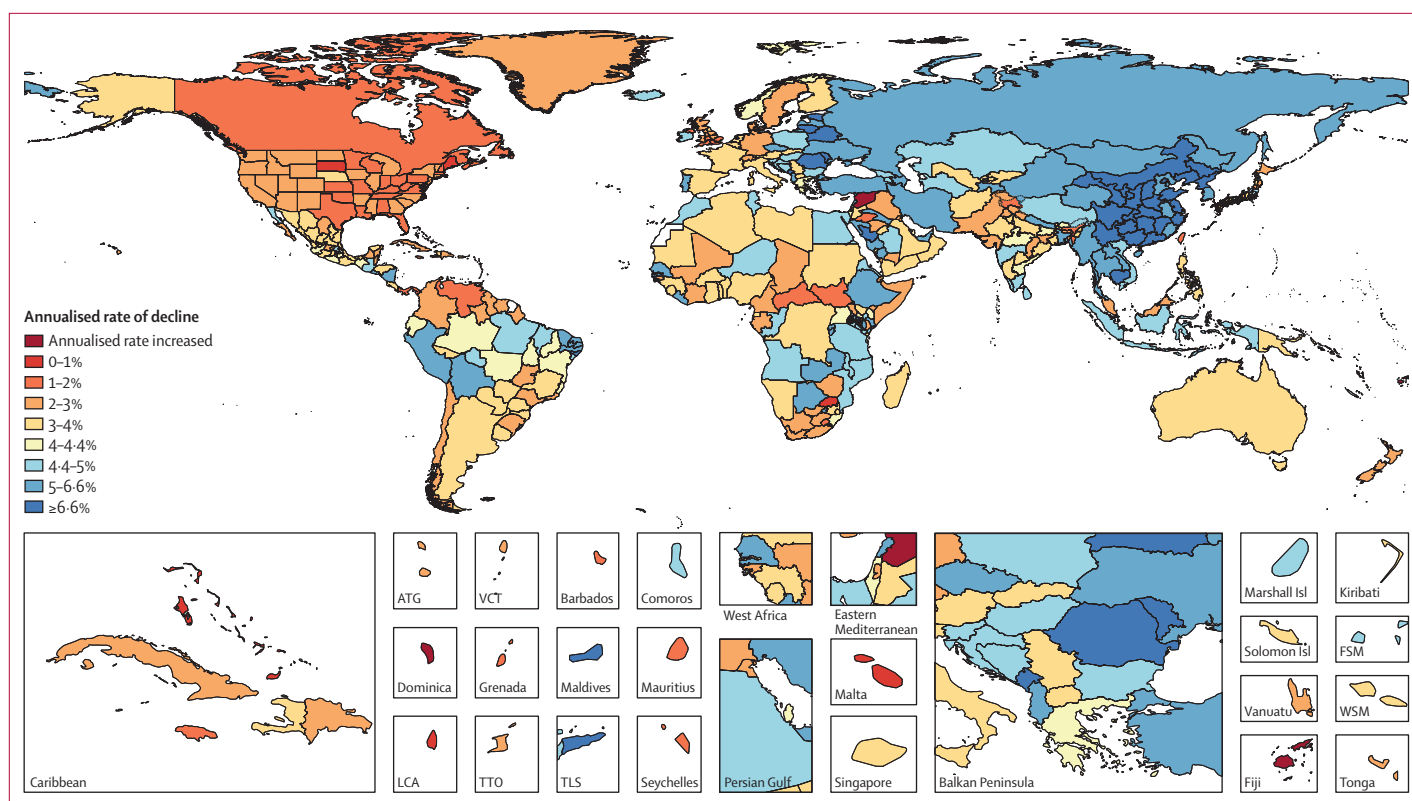 Annualised rate of decline
Annualised rate increased
0–1%
1–2%
2–3%
3–4%
4–4·4%
4·4–5%
5–6·6%
≥6·6%
Caribbean
ATG
VCT
Barbados
Comoros
Dominica
Grenada
Maldives
Mauritius
LCA
TTO
TLS
Seychelles
West Africa
Eastern
Mediterranean
Persian Gulf
Malta
Singapore
Balkan Peninsula
Marshall Isl
Kiribati
Solomon Isl
FSM
Vanuatu
WSM
Fiji
Tonga